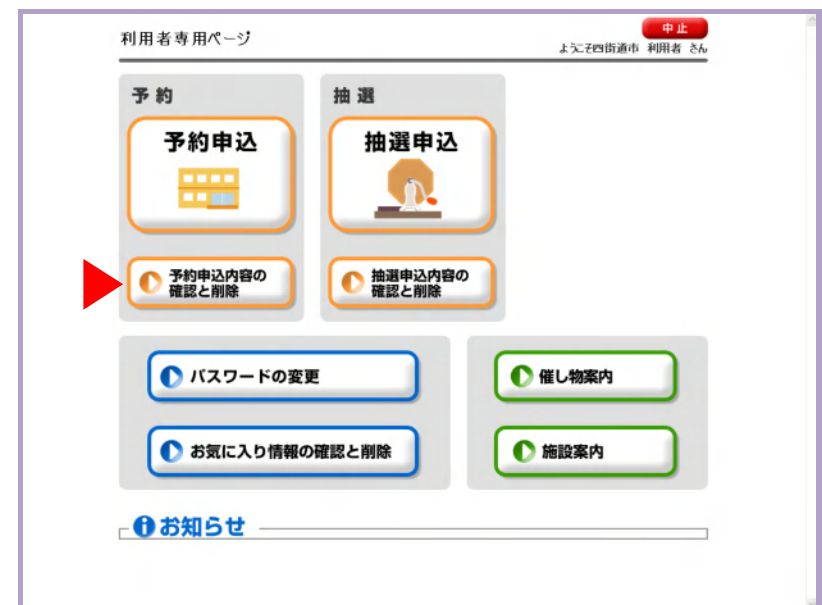 利用者専用ページ
中止
ようこそ四街道市 利用者 さん
予約
抽選
予約申込
抽選申込
予約申込内容の
確認と削除
抽選申込内容の
確認と削除
パスワードの変更
催し物案内
お気に入り情報の確認と削除
施設案内
お知らせ